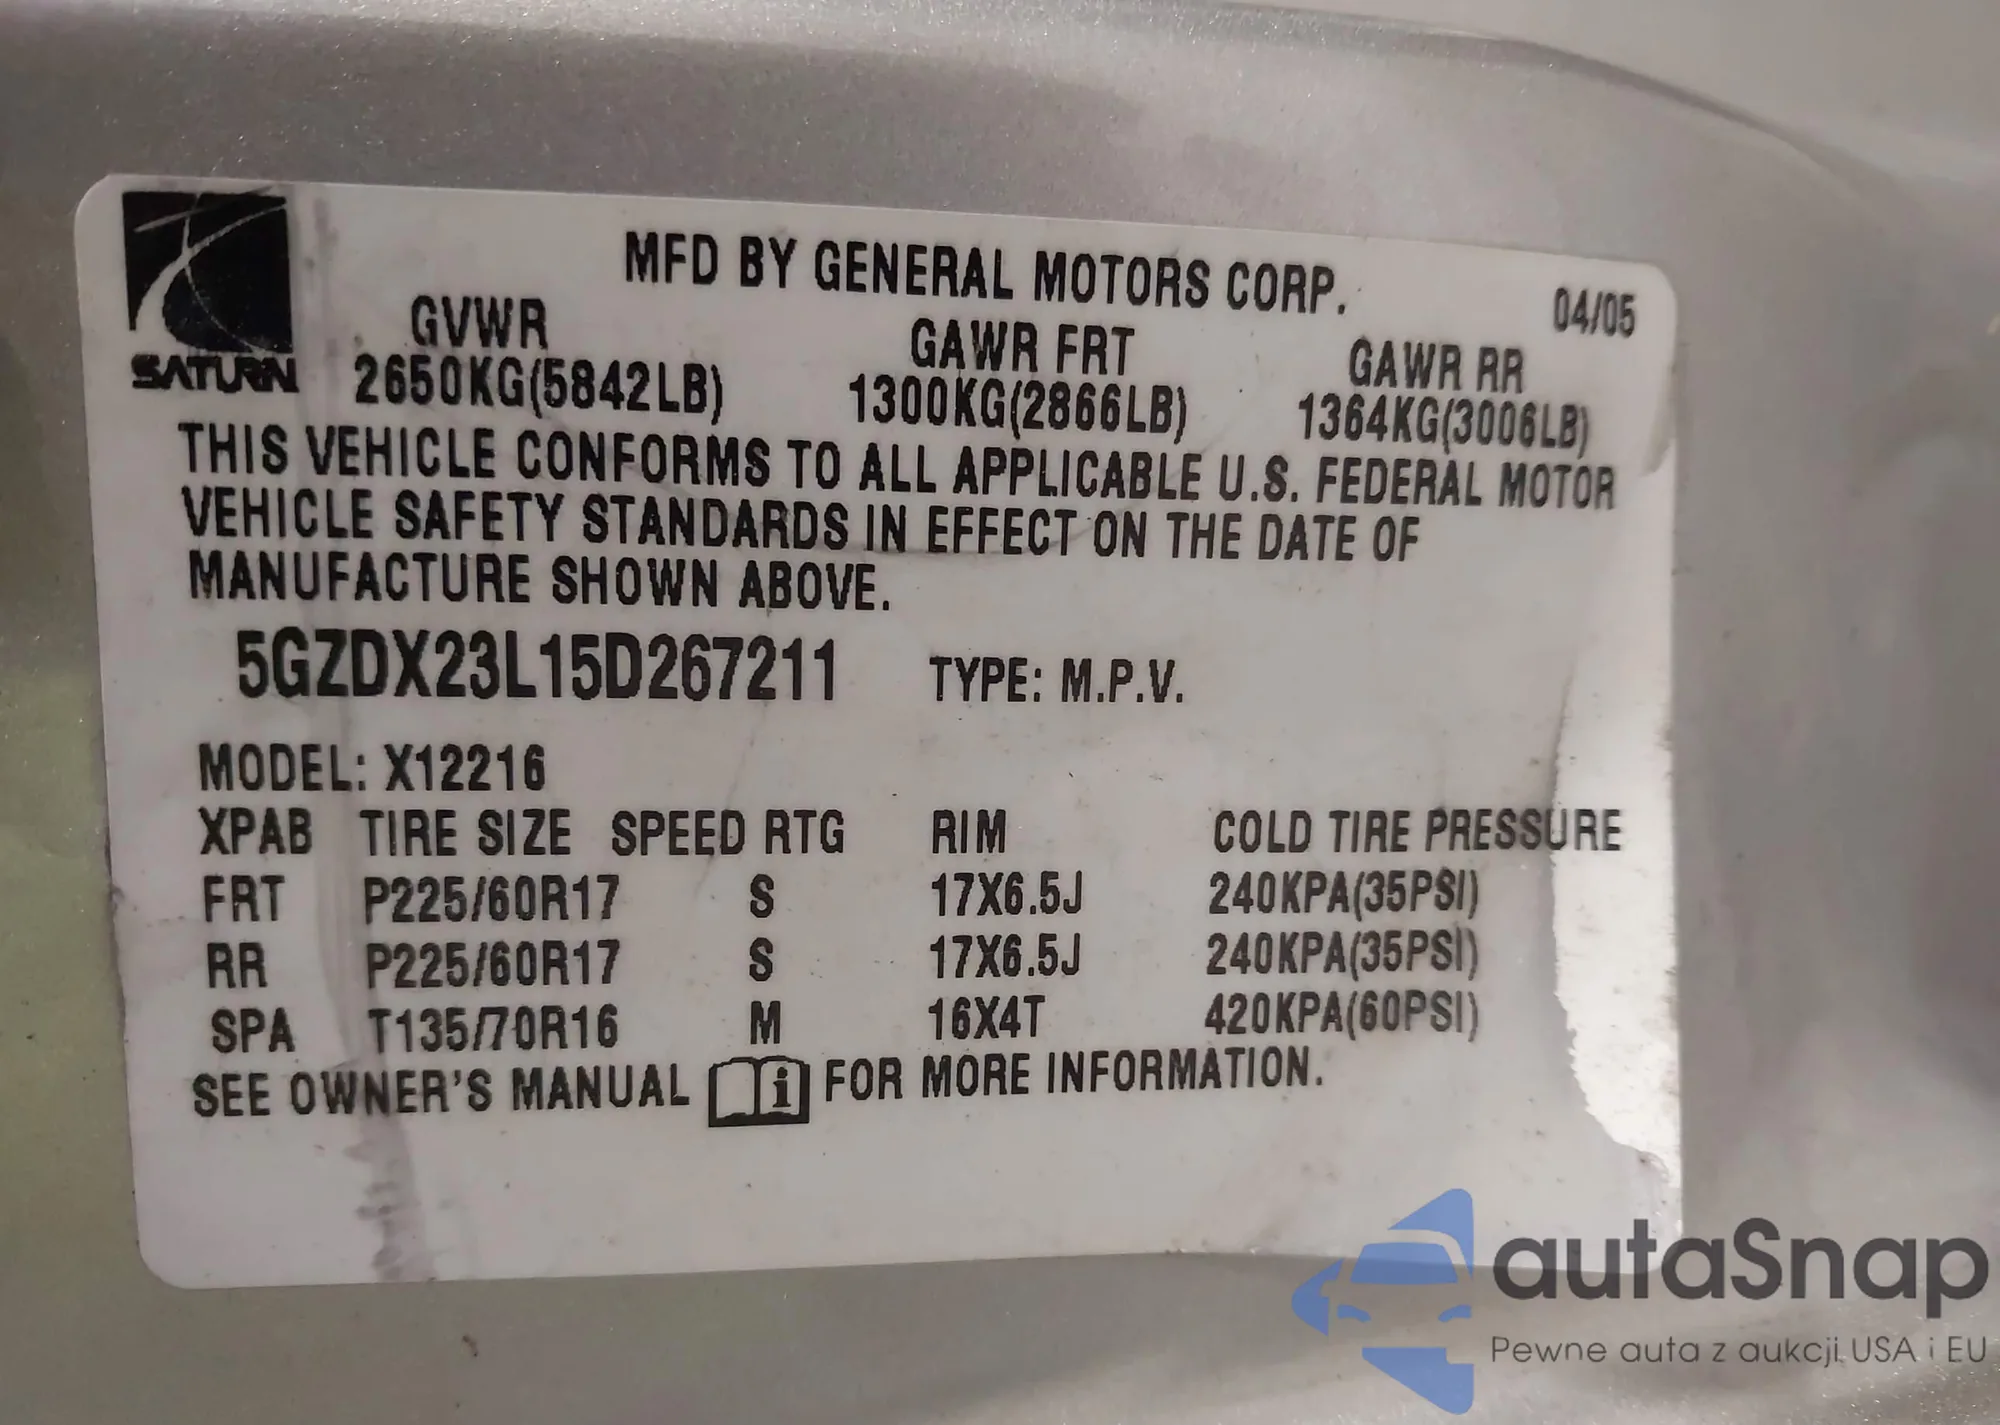 MFD BY GENERAL MOTORS CORP.
04/05
SATURN
GVWR GAWR FRT GAWR RR
2650KG(5842LB) 1300KG(2866LB) 1364KG(3006LB)
THIS VEHICLE CONFORMS TO ALL APPLICABLE U.S. FEDERAL MOTOR
VEHICLE SAFETY STANDARDS IN EFFECT ON THE DATE OF
MANUFACTURE SHOWN ABOVE.
5GZDX23L15D267211 TYPE: M.P.V.
MODEL: X12216
XPAB TIRE SIZE SPEED RTG RIM COLD TIRE PRESSURE
FRT P225/60R17 S 17X6.5J 240KPA(35PSI)
RR P225/60R17 S 17X6.5J 240KPA(35PSI)
SPA T135/70R16 M 16X4T 420KPA(60PSI)
SEE OWNER'S MANUAL i FOR MORE INFORMATION.
autaSnap
Pewne auta z aukcji USA i EU